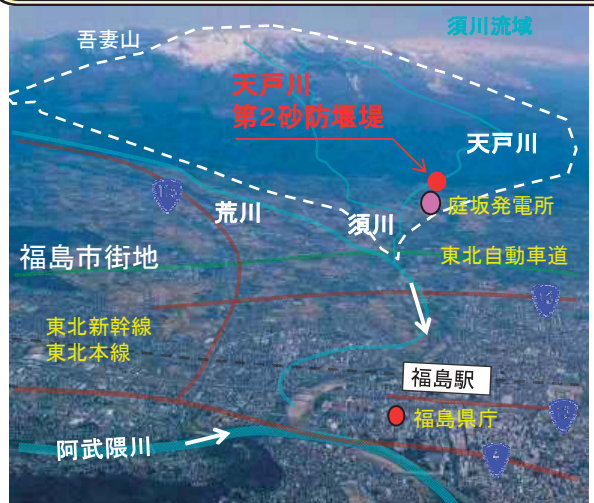 須川流域
吾妻山
天戸川
第2砂防堰堤
天戸川
庭坂発電所
荒川
須川
東北自動車道
福島市街地
東北新幹線
東北本線
福島駅
福島県庁
阿武隈川
4